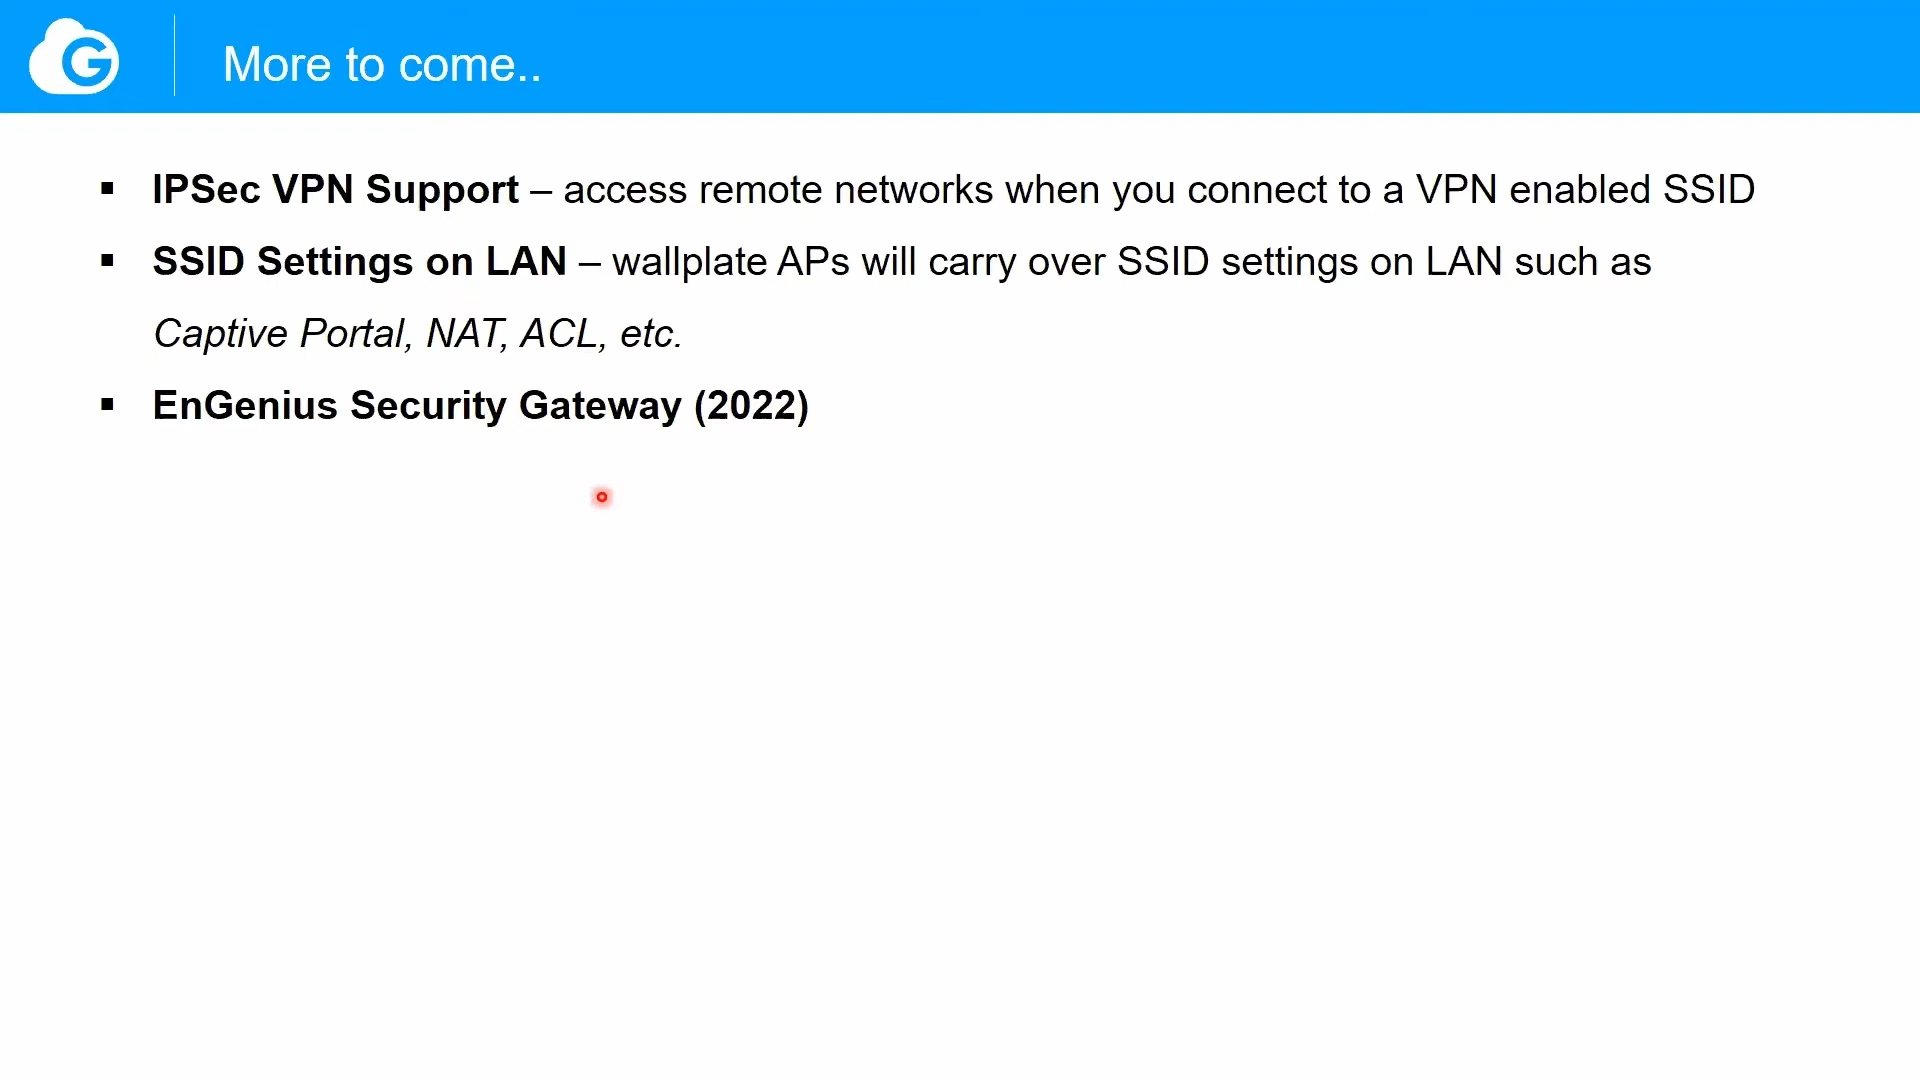 More to come..
▪ IPSec VPN Support – access remote networks when you connect to a VPN enabled SSID
▪ SSID Settings on LAN – wallplate APs will carry over SSID settings on LAN such as
Captive Portal, NAT, ACL, etc.
▪ EnGenius Security Gateway (2022)